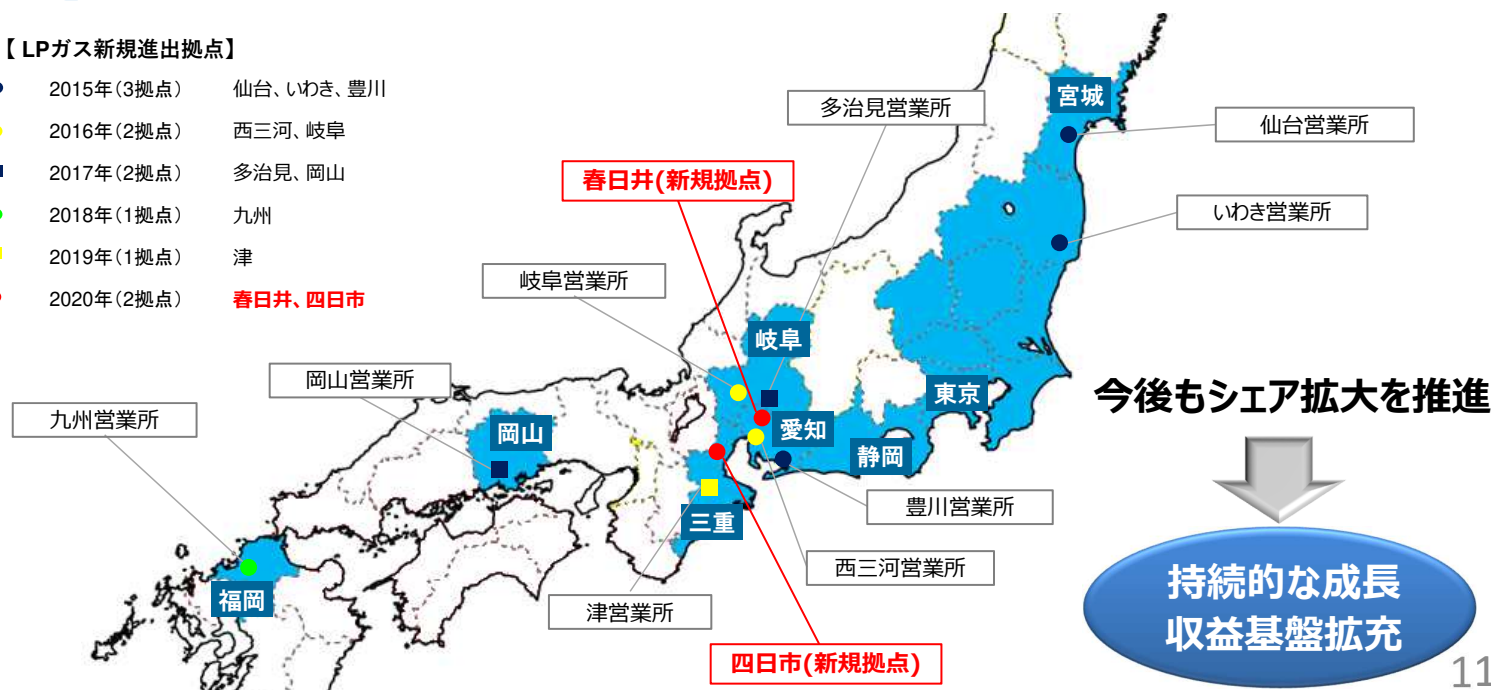 【 LPガス新規進出拠点】
2015年（3拠点） 仙台、いわき、豊川
2016年（2拠点） 西三河、岐阜
2017年（2拠点） 多治見、岡山
2018年（1拠点） 九州
2019年（1拠点） 津
2020年（2拠点） 春日井、四日市
多治見営業所
宮城
仙台営業所
春日井(新規拠点)
いわき営業所
岐阜営業所
岐阜
岡山営業所
東京
今後もシェア拡大を推進
九州営業所
岡山
愛知
静岡
豊川営業所
三重
西三河営業所
持続的な成長
収益基盤拡充
福岡
津営業所
四日市(新規拠点)
11